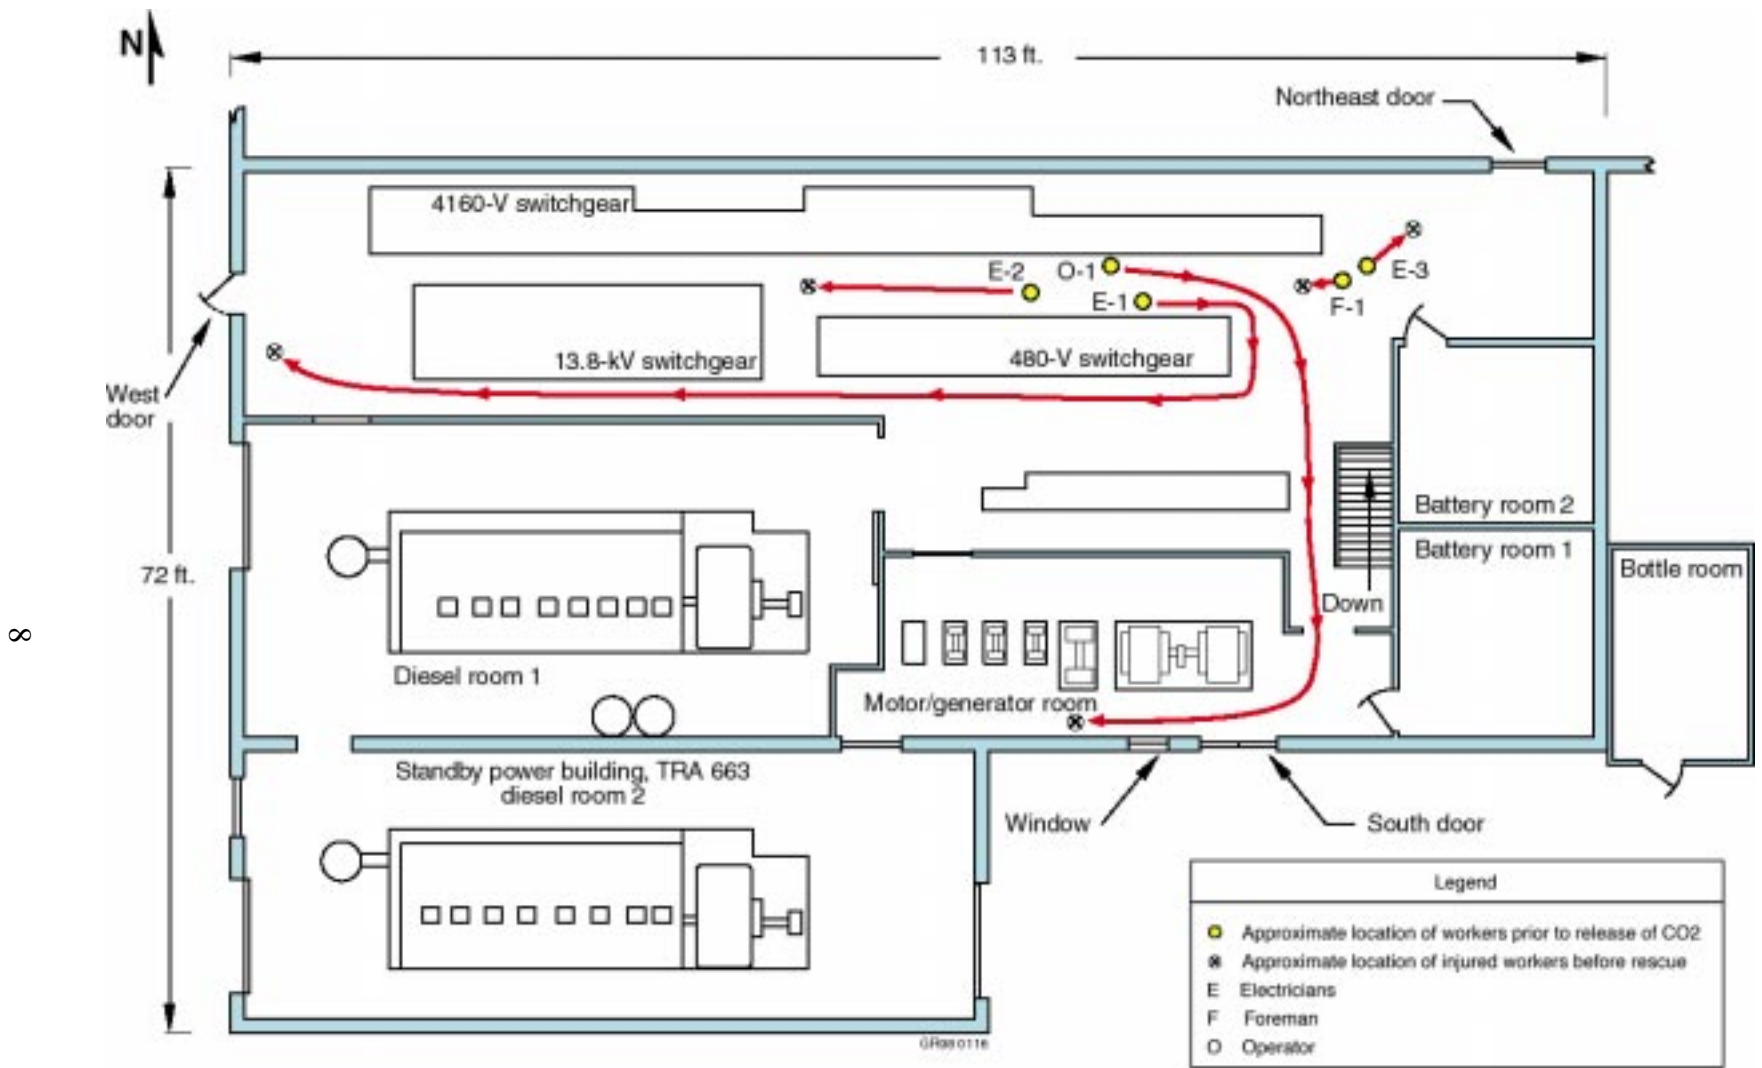 N
113 ft.
Northeast door
4160-V switchgear
E-2
O-1
E-1
E-3
F-1
13.8-kV switchgear
480-V switchgear
West
door
72 ft.
8
Battery room 2
Battery room 1
Bottle room
Down
Diesel room 1
Motor/generator room
Standby power building, TRA 663
diesel room 2
Window
South door
Legend
Approximate location of workers prior to release of CO2
Approximate location of injured workers before rescue
E Electricians
F Foreman
O Operator
GR98 0116